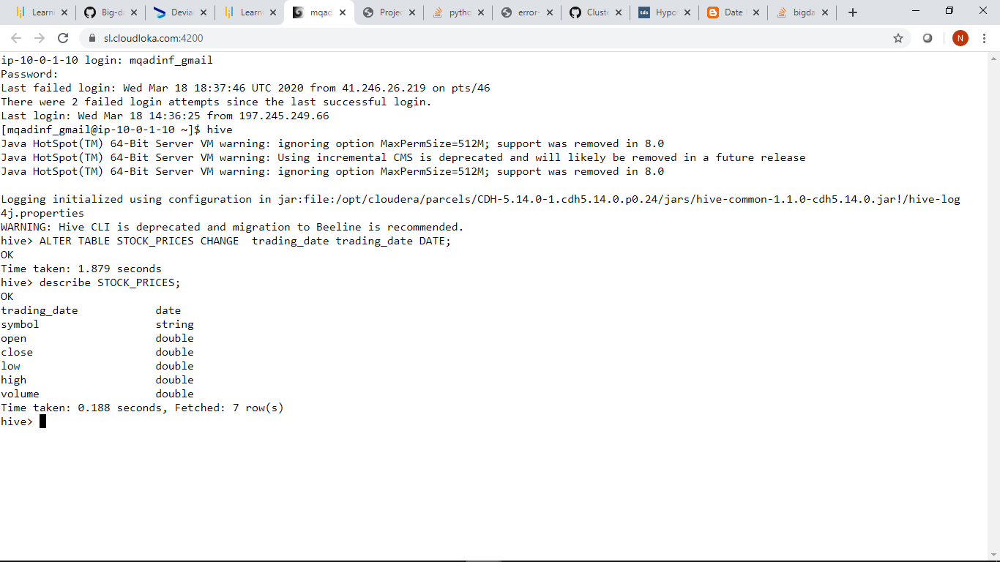 Learni
Big-da
Devia
Learni
mqad
Projec
pytho
error-
Cluste
tds
Hypot
Date
bigda
sl.cloudloka.com:4200
N
ip-10-0-1-10 login: mqadinf_gmail
Password:
Last failed login: Wed Mar 18 18:37:46 UTC 2020 from 41.246.26.219 on pts/46
There were 2 failed login attempts since the last successful login.
Last login: Wed Mar 18 14:36:25 from 197.245.249.66
[mqadinf_gmail@ip-10-0-1-10 ~]$ hive
Java HotSpot(TM) 64-Bit Server VM warning: ignoring option MaxPermSize=512M; support was removed in 8.0
Java HotSpot(TM) 64-Bit Server VM warning: Using incremental CMS is deprecated and will likely be removed in a future release
Java HotSpot(TM) 64-Bit Server VM warning: ignoring option MaxPermSize=512M; support was removed in 8.0
Logging initialized using configuration in jar:file:/opt/cloudera/parcels/CDH-5.14.0-1.cdh5.14.0.p0.24/jars/hive-common-1.1.0-cdh5.14.0.jar!/hive-log
4j.properties
WARNING: Hive CLI is deprecated and migration to Beeline is recommended.
hive> ALTER TABLE STOCK_PRICES CHANGE  trading_date trading_date DATE;
OK
Time taken: 1.879 seconds
hive> describe STOCK_PRICES;
OK
trading_date            date
symbol                  string
open                    double
close                   double
low                     double
high                    double
volume                  double
Time taken: 0.188 seconds, Fetched: 7 row(s)
hive>